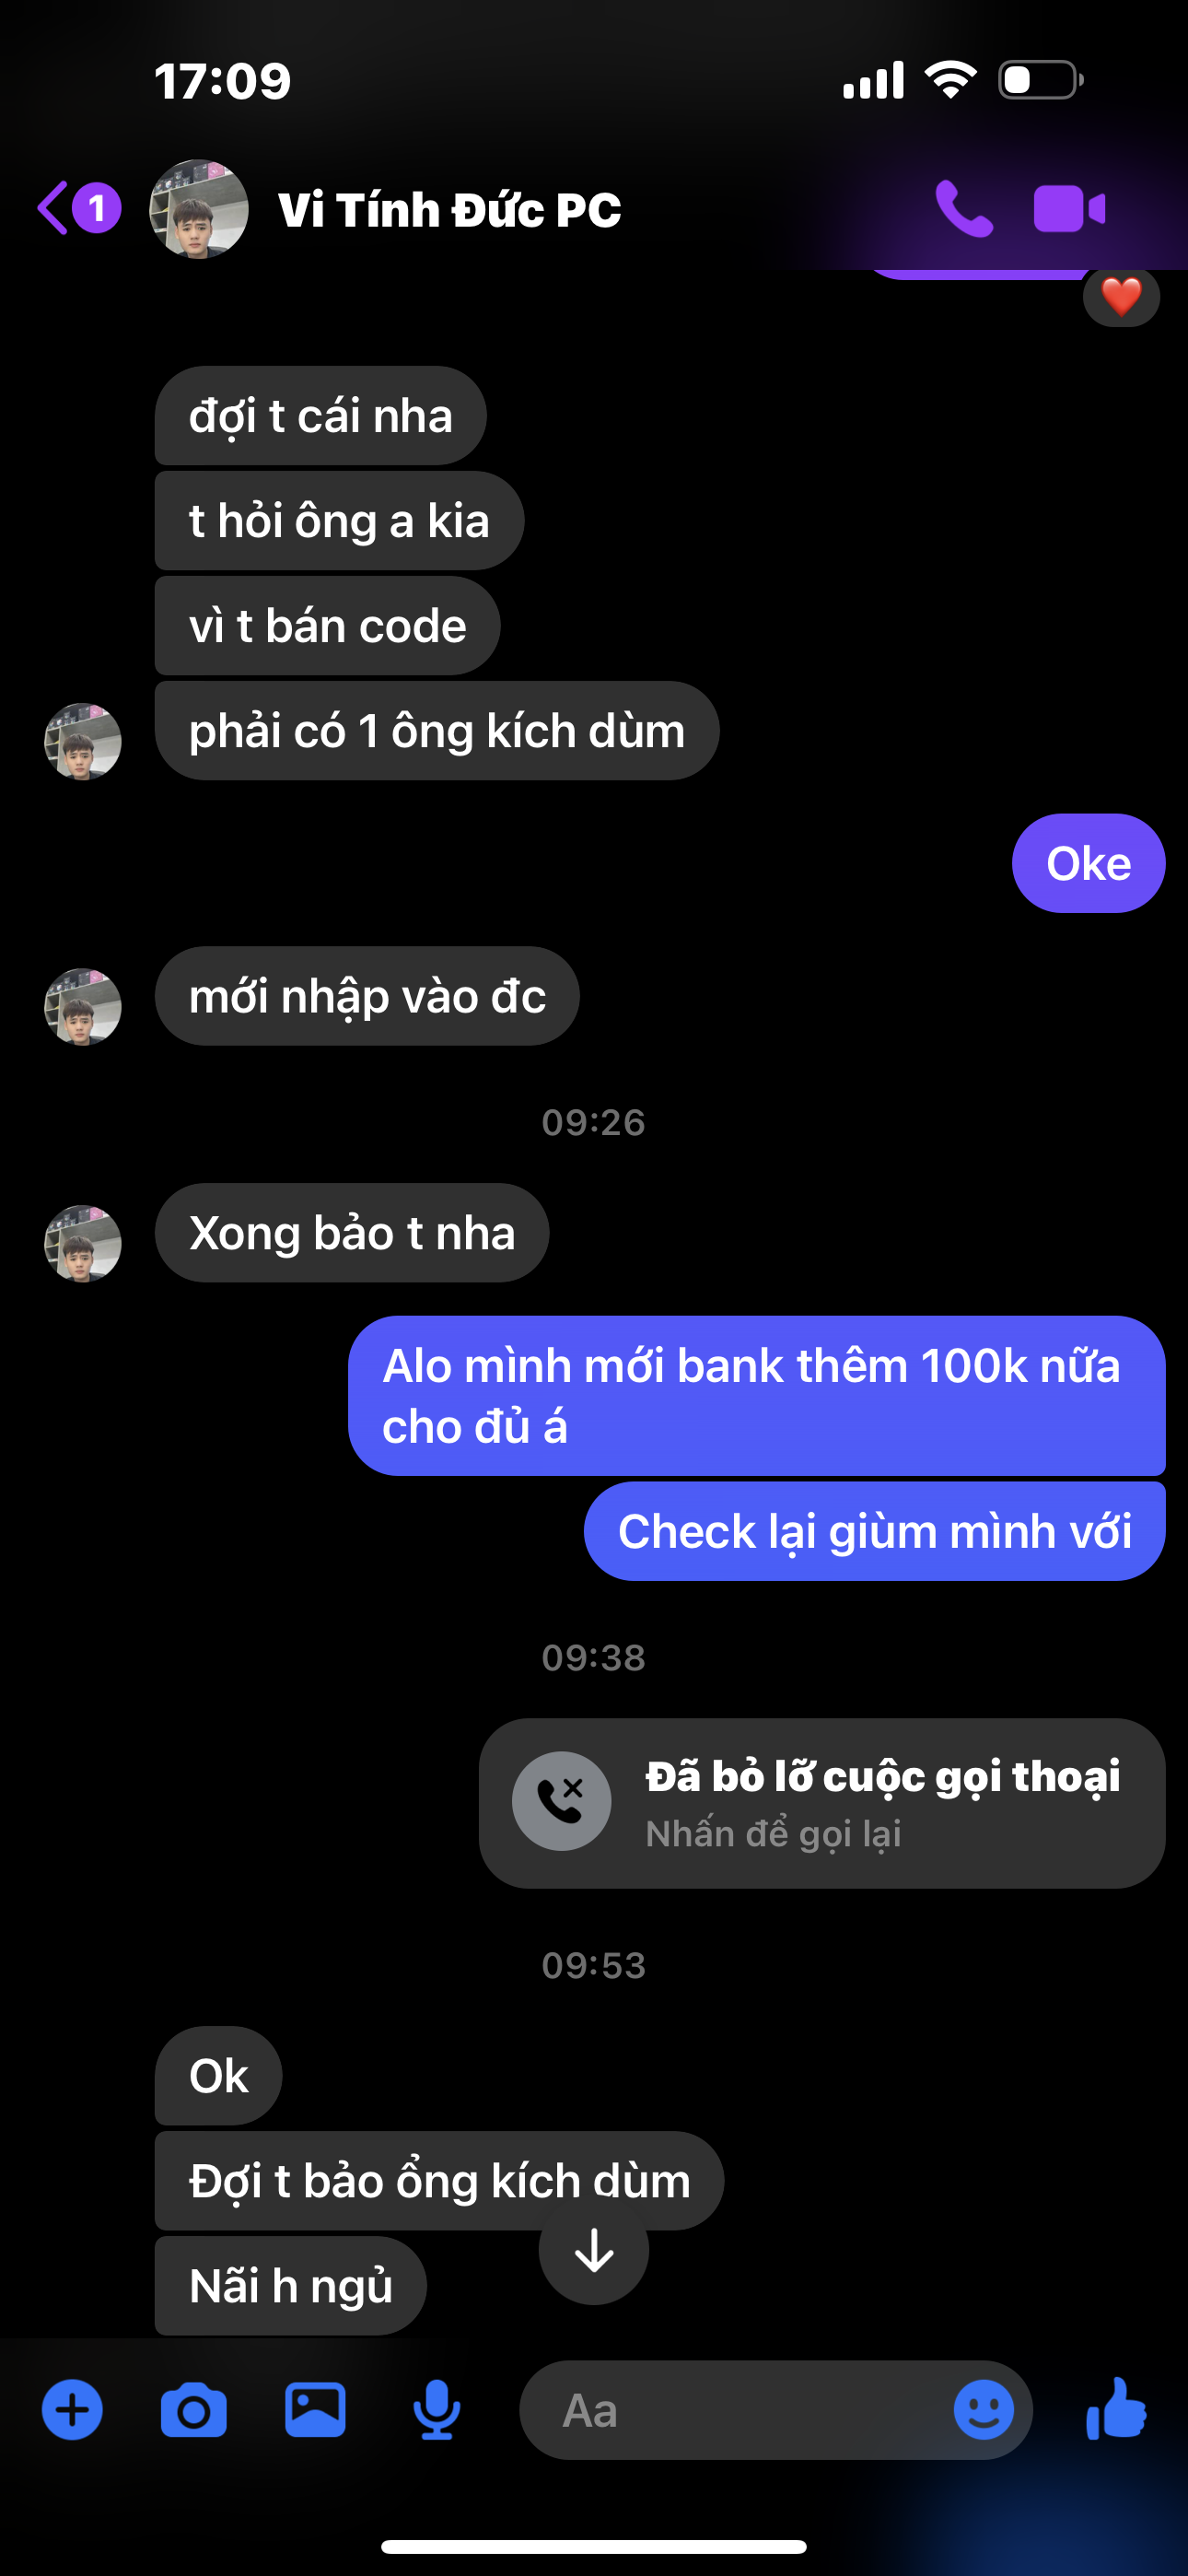 17:09
1
Vi Tính Đức PC
đợi t cái nha
t hỏi ông a kia
vì t bán code
phải có 1 ông kích dùm
Oke
mới nhập vào đc
09:26
Xong bảo t nha
Alo mình mới bank thêm 100k nữa
cho đủ á
Check lại giùm mình với
09:38
Đã bỏ lỡ cuộc gọi thoại
Nhấn để gọi lại
09:53
Ok
Đợi t bảo ổng kích dùm
Nãi h ngủ
Aa